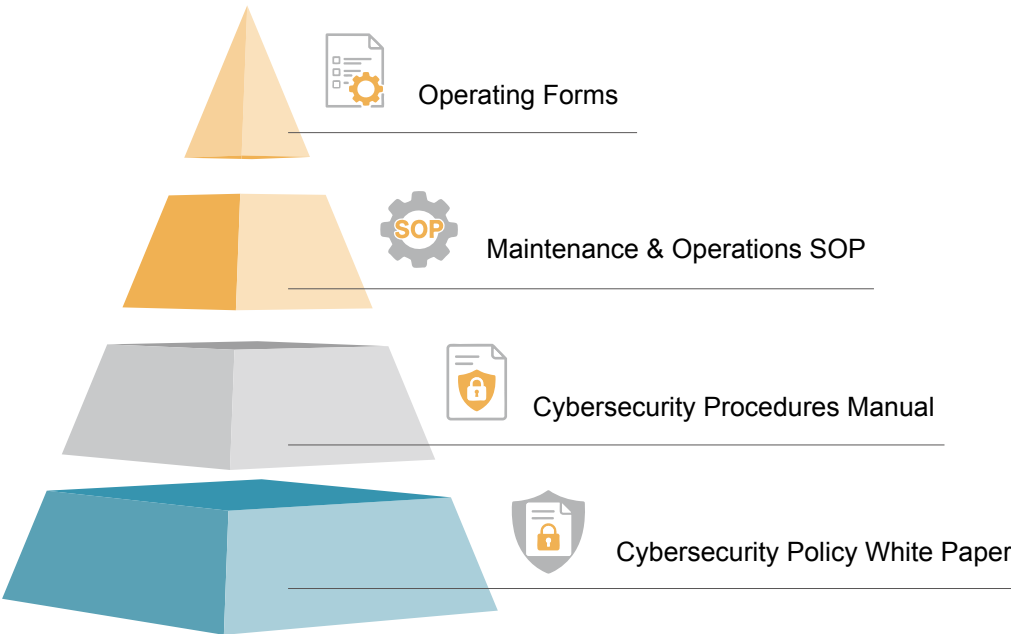 Operating Forms
SOP
Maintenance & Operations SOP
Cybersecurity Procedures Manual
Cybersecurity Policy White Paper